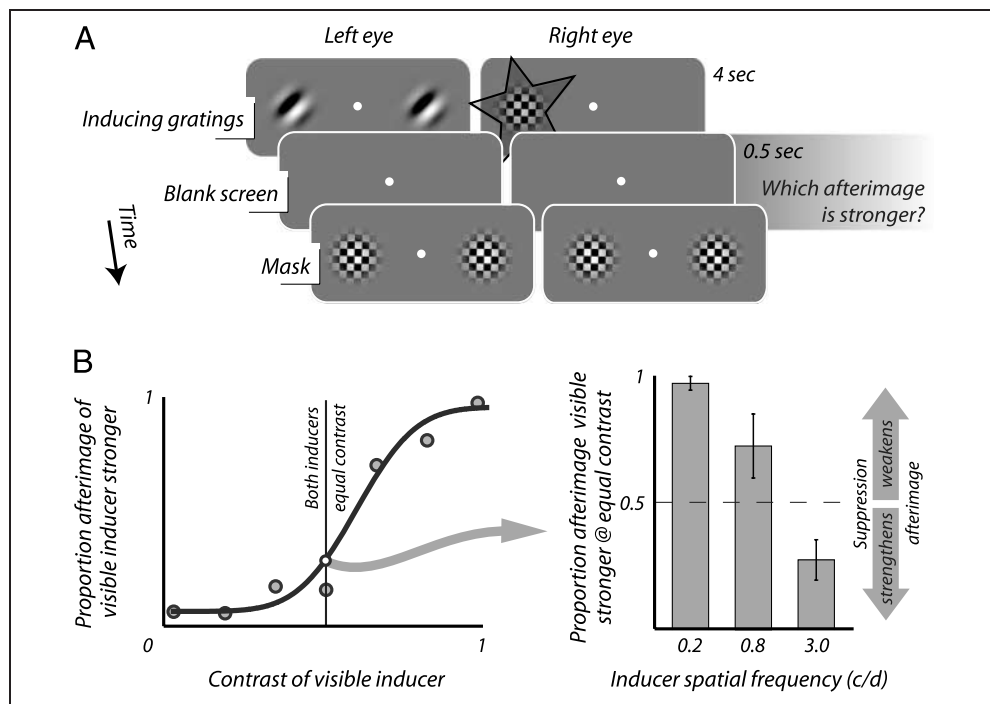 A
Left eye
Right eye
4 sec
Inducing gratings
0.5 sec
Blank screen
Which afterimage
is stronger?
Time
Mask
B
Proportion afterimage of
visible inducer stronger
1
Both inducers
equal contrast
0
1
Contrast of visible inducer
Proportion afterimage visible
stronger @ equal contrast
1
0.5
0.2
0.8
3.0
Inducer spatial frequency (c/d)
Suppression
weakens
strengthens
afterimage